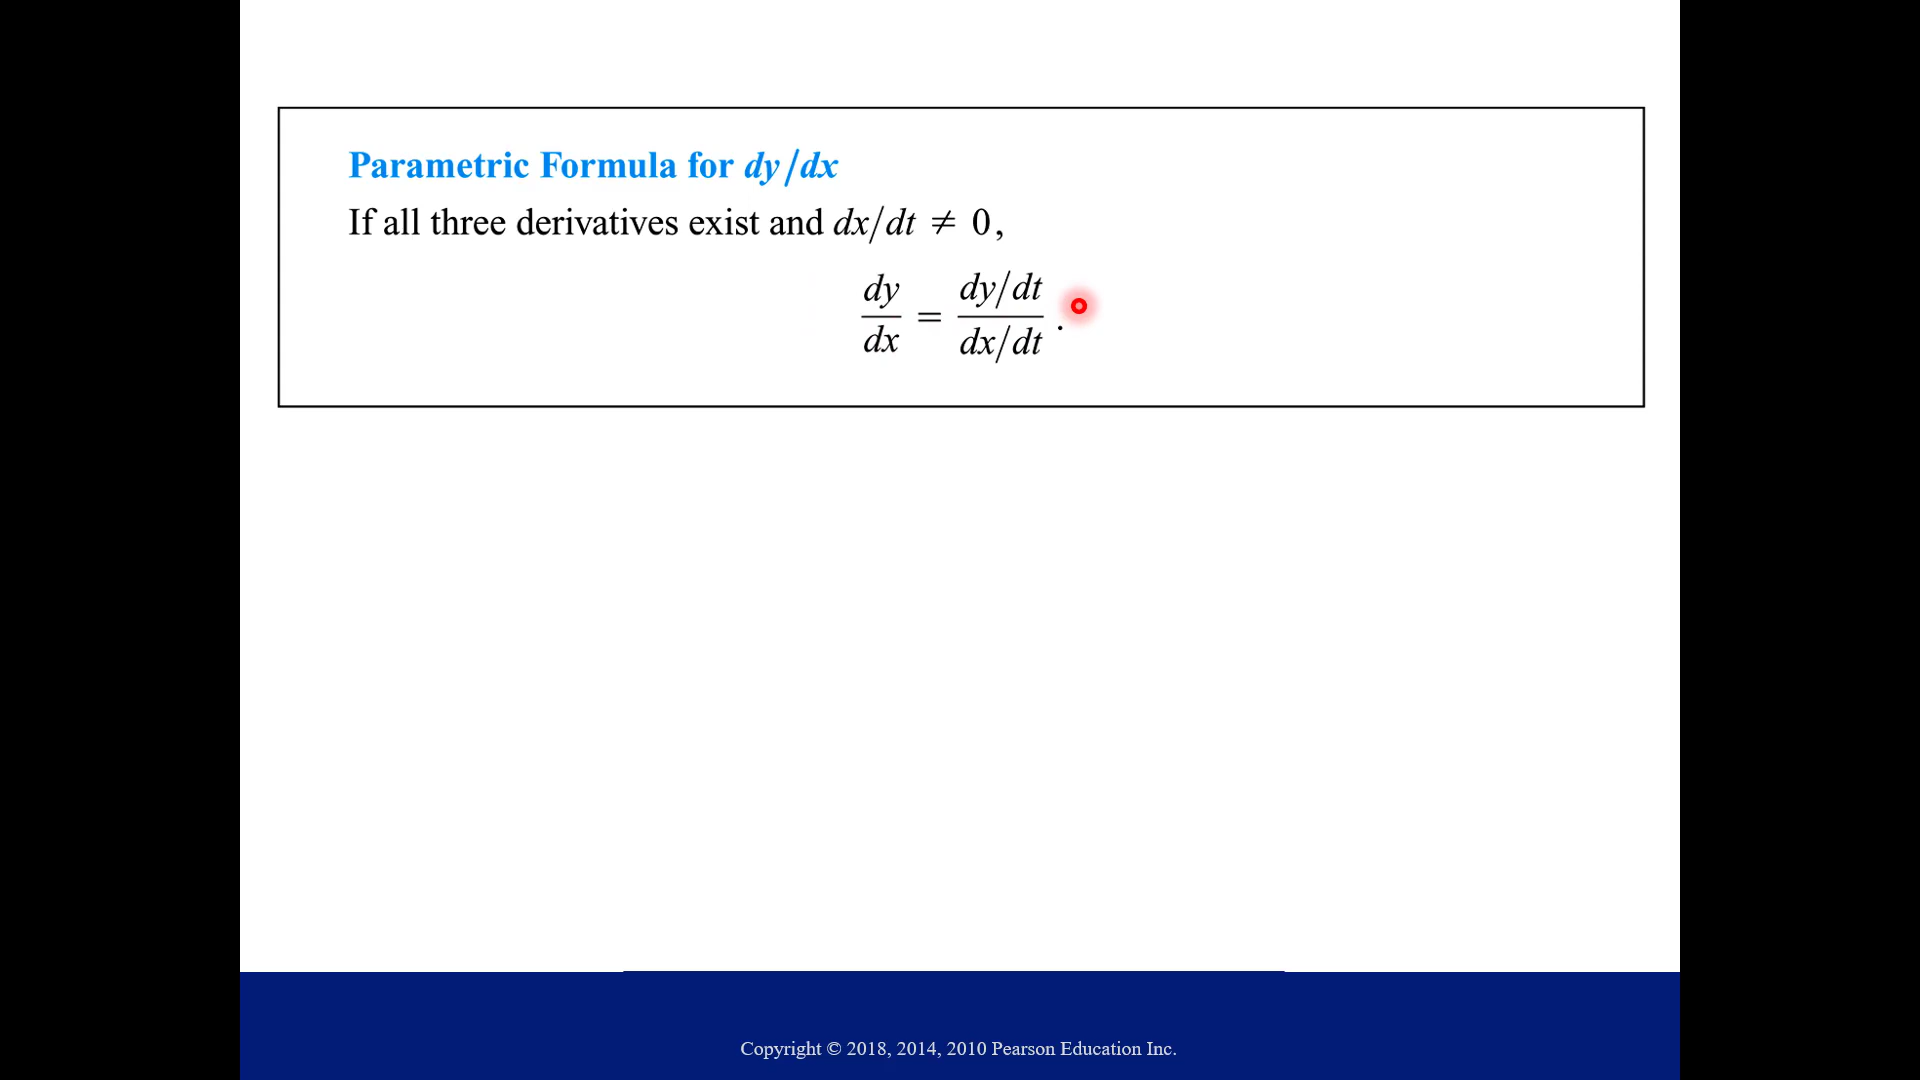 Parametric Formula for dy/dx
If all three derivatives exist and dx/dt ≠ 0,
dy/dx = (dy/dt)/(dx/dt).
Copyright © 2018, 2014, 2010 Pearson Education Inc.